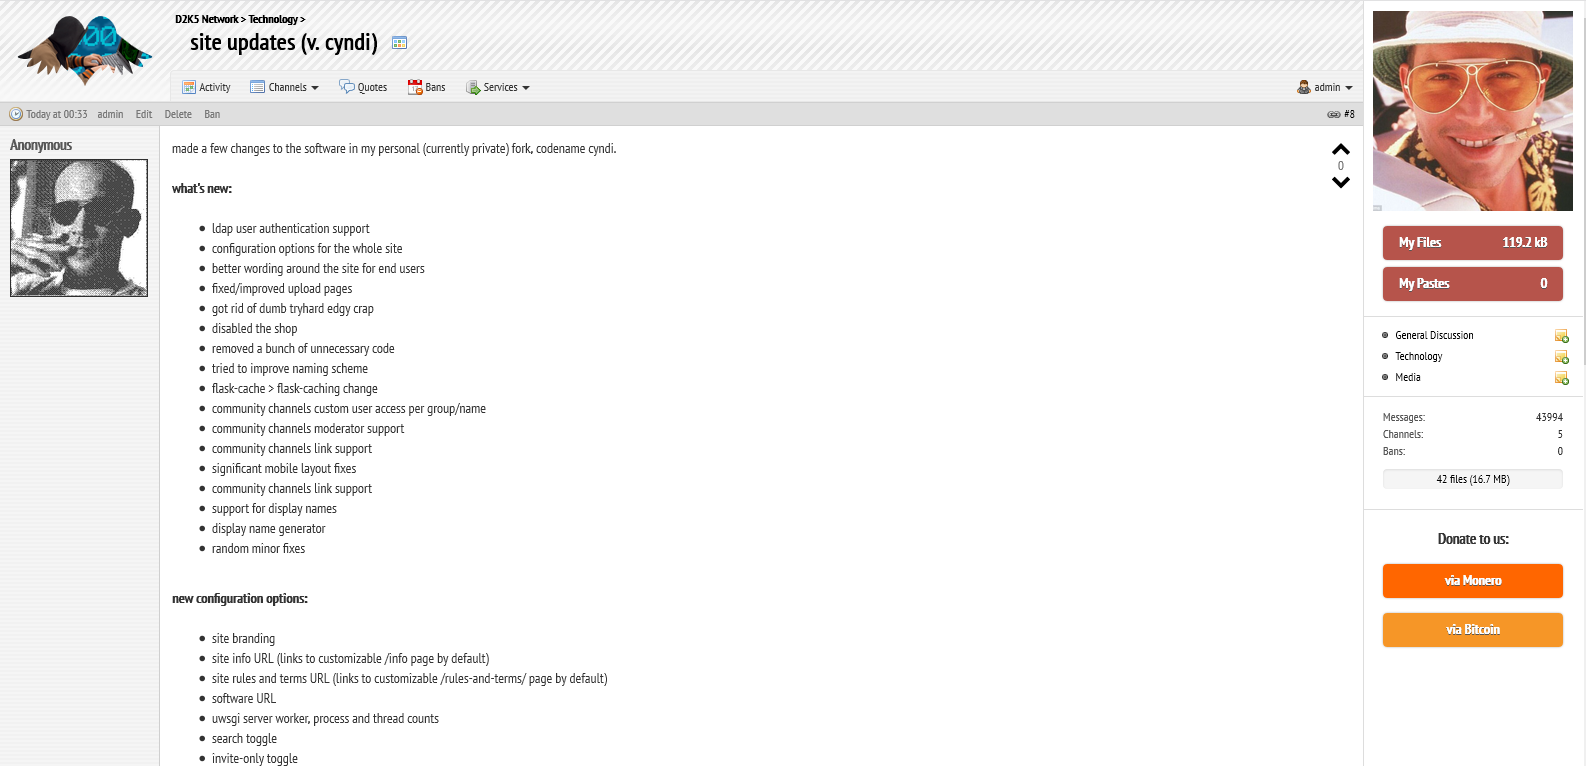 D2K5 Network > Technology >
site updates (v. cyndi)
Activity Channels Quotes Bans Services admin
Today at 00:33 admin Edit Delete Ban #8
Anonymous
made a few changes to the software in my personal (currently private) fork, codename cyndi.
0
what's new:
ldap user authentication support
configuration options for the whole site
better wording around the site for end users
fixed/improved upload pages
got rid of dumb tryhard edgy crap
disabled the shop
removed a bunch of unnecessary code
tried to improve naming scheme
flask-cache > flask-caching change
community channels custom user access per group/name
community channels moderator support
community channels link support
significant mobile layout fixes
community channels link support
support for display names
display name generator
random minor fixes
new configuration options:
site branding
site info URL (links to customizable /info page by default)
site rules and terms URL (links to customizable /rules-and-terms/ page by default)
software URL
uwsgi server worker, process and thread counts
search toggle
invite-only toggle
My Files 119.2 kB
My Pastes 0
General Discussion
Technology
Media
Messages: 43994
Channels: 5
Bans: 0
42 files (16.7 MB)
Donate to us:
via Monero
via Bitcoin